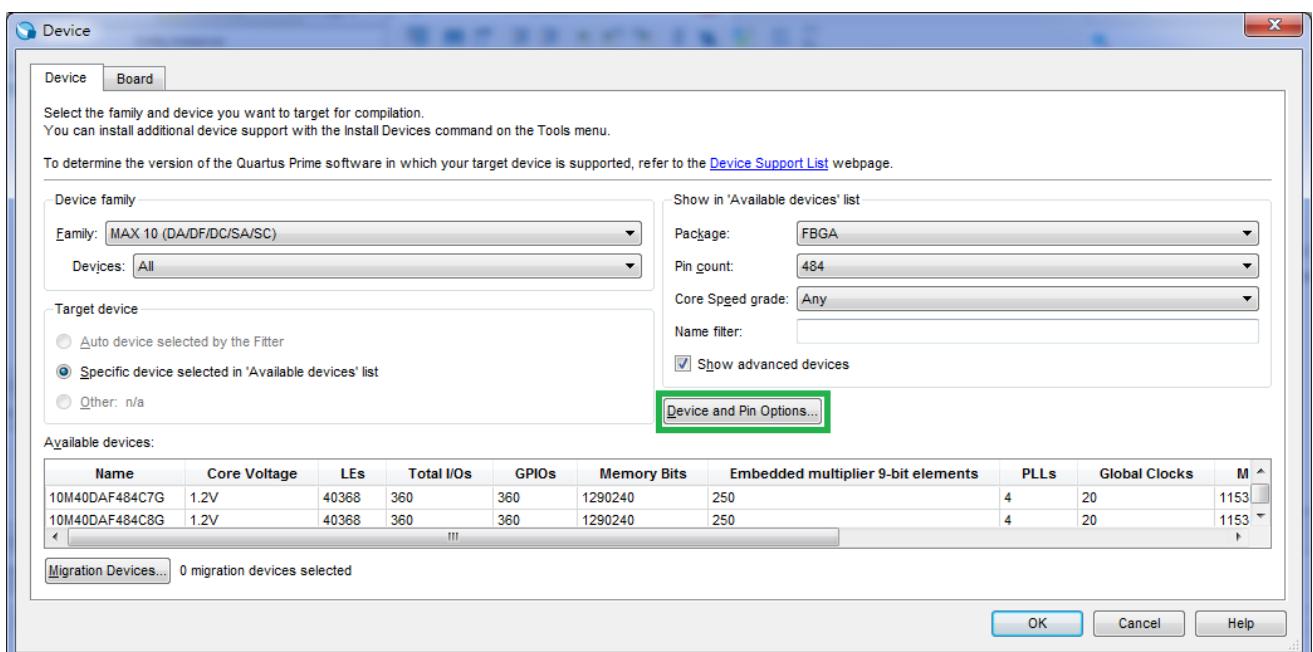 Device
Device
Board
Select the family and device you want to target for compilation.
You can install additional device support with the Install Devices command on the Tools menu.
To determine the version of the Quartus Prime software in which your target device is supported, refer to the Device Support List webpage.
Device family
Family: MAX 10 (DA/DF/DC/SA/SC)
Devices: All
Target device
Auto device selected by the Fitter
Specific device selected in 'Available devices' list
Other: n/a
Show in 'Available devices' list
Package: FBGA
Pin count: 484
Core Speed grade: Any
Name filter:
Show advanced devices
Device and Pin Options...
Available devices:
Name Core Voltage LEs Total I/Os GPIOs Memory Bits Embedded multiplier 9-bit elements PLLs Global Clocks M
10M40DAF484C7G 1.2V 40368 360 360 1290240 250 4 20 1153
10M40DAF484C8G 1.2V 40368 360 360 1290240 250 4 20 1153
Migration Devices... 0 migration devices selected
OK Cancel Help